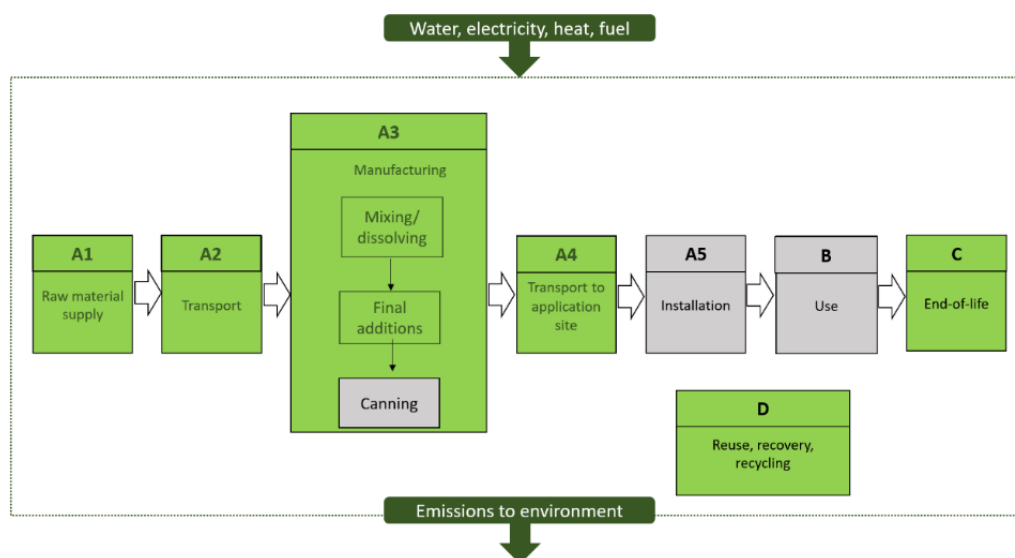 Water, electricity, heat, fuel
A3
Manufacturing
Mixing/
dissolving
Final
additions
Canning
A1
Raw material
supply
A2
Transport
A4
Transport to
application
site
A5
Installation
B
Use
C
End-of-life
D
Reuse, recovery,
recycling
Emissions to environment